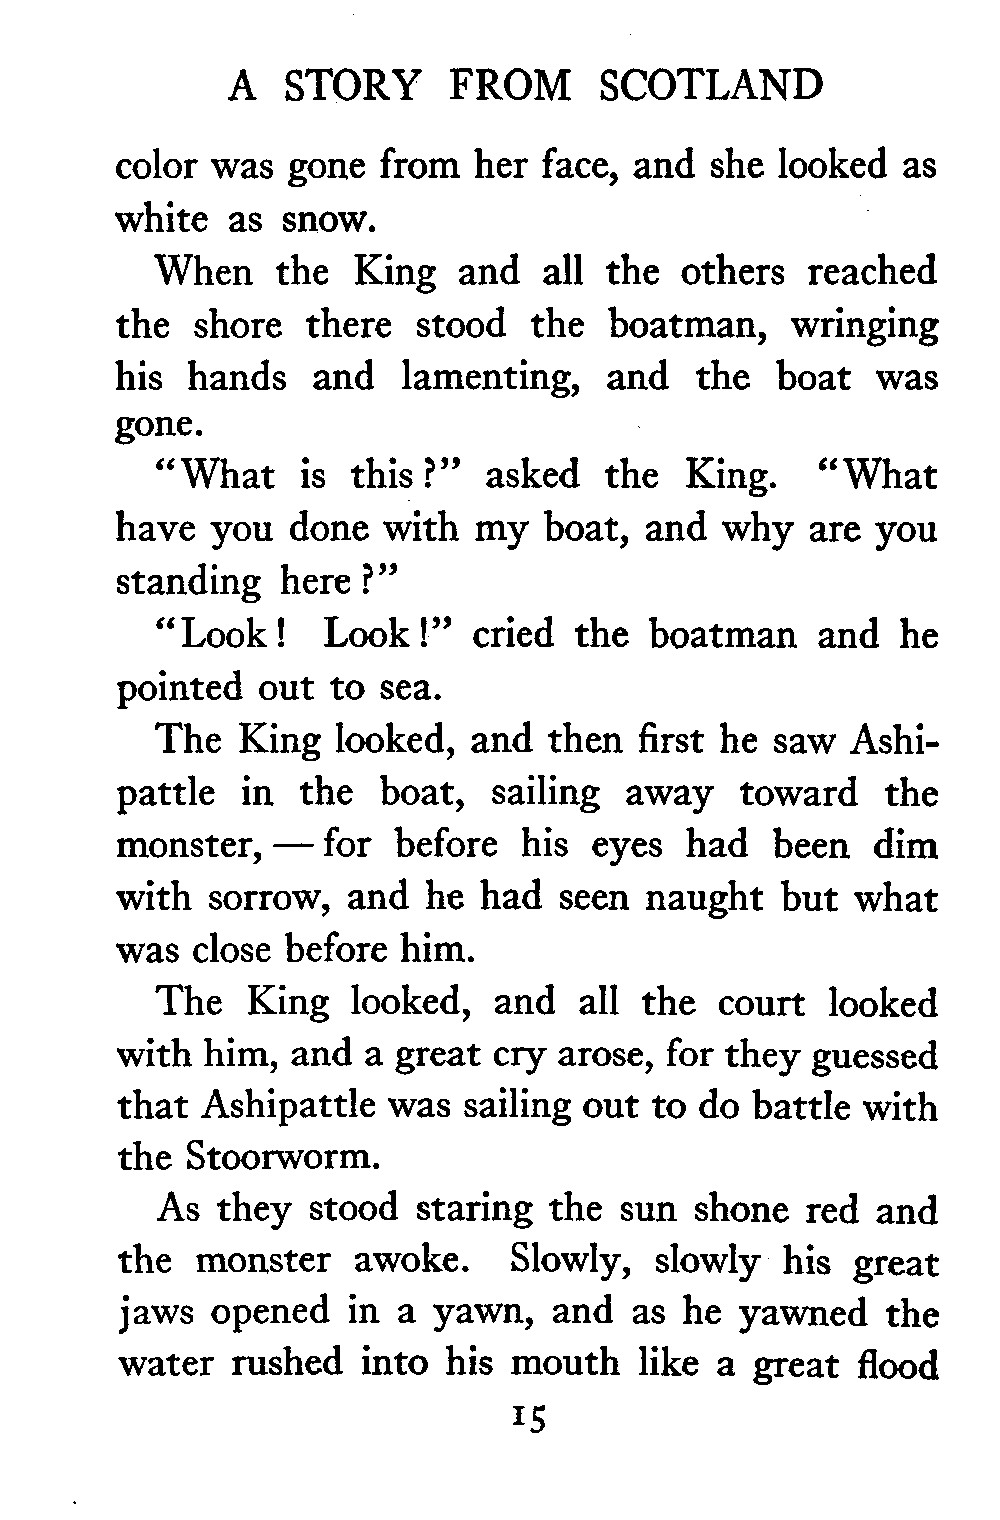 A STORY FROM SCOTLAND
color was gone from her face, and she looked as
white as snow.
When the King and all the others reached
the shore there stood the boatman, wringing
his hands and lamenting, and the boat was
gone.
"What is this?" asked the King. "What
have you done with my boat, and why are you
standing here?"
"Look! Look!" cried the boatman and he
pointed out to sea.
The King looked, and then first he saw Ashi-
pattle in the boat, sailing away toward the
monster, — for before his eyes had been dim
with sorrow, and he had seen naught but what
was close before him.
The King looked, and all the court looked
with him, and a great cry arose, for they guessed
that Ashipattle was sailing out to do battle with
the Stoorworm.
As they stood staring the sun shone red and
the monster awoke. Slowly, slowly his great
jaws opened in a yawn, and as he yawned the
water rushed into his mouth like a great flood
15